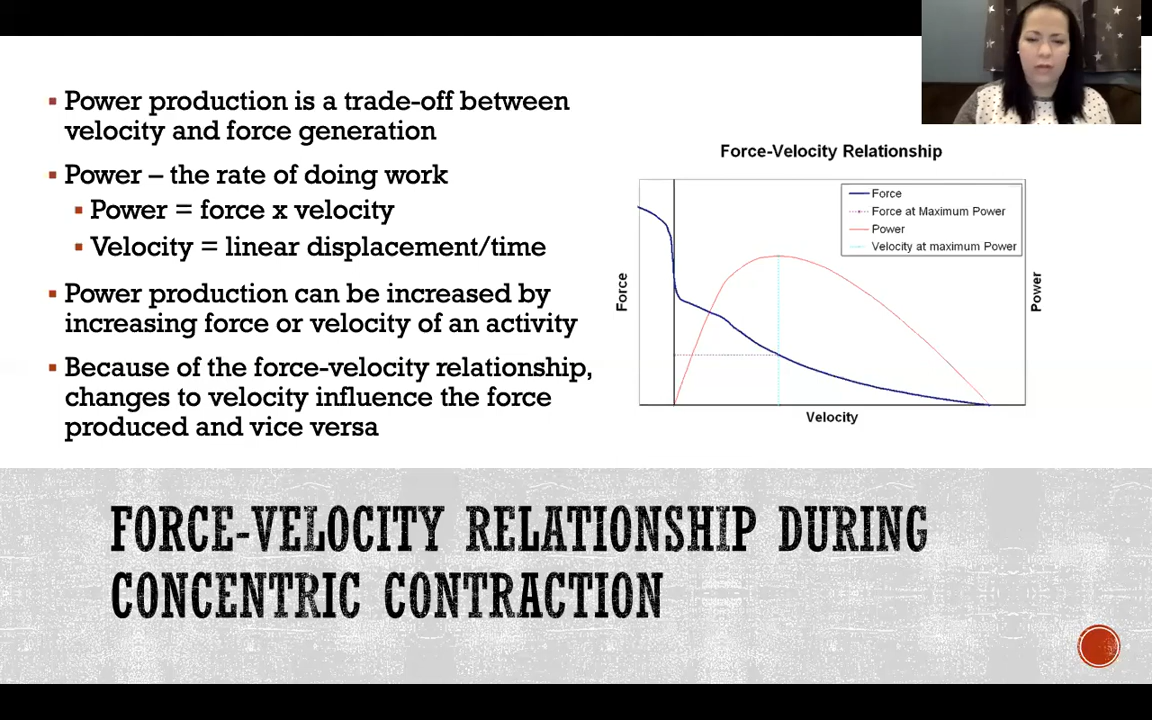 Power production is a trade-off between
velocity and force generation
Power – the rate of doing work
Power = force x velocity
Velocity = linear displacement/time
Power production can be increased by
increasing force or velocity of an activity
Because of the force-velocity relationship,
changes to velocity influence the force
produced and vice versa
Force-Velocity Relationship
Force
Force at Maximum Power
Power
Velocity at maximum Power
Force
Power
Velocity
FORCE-VELOCITY RELATIONSHIP DURING
CONCENTRIC CONTRACTION